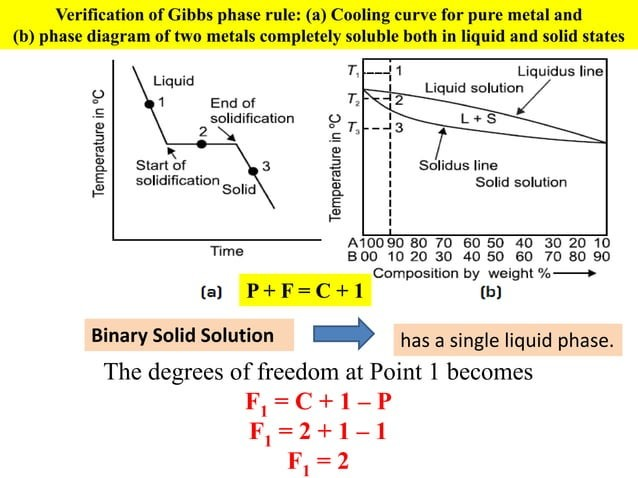 Verification of Gibbs phase rule: (a) Cooling curve for pure metal and
(b) phase diagram of two metals completely soluble both in liquid and solid states
Temperature in ºC
Liquid
1
End of
solidification
2
Start of
solidification
3
Solid
Time
(a)
Temperature in ºC
T₁
1
Liquidus line
Liquid solution
T₂
2
L + S
T₃
3
Solidus line
Solid solution
A100 90 80 70 60 50 40 30 20 10
B 00 10 20 30 40 50 60 70 80 90
Composition by weight %
(b)
P + F = C + 1
Binary Solid Solution
has a single liquid phase.
The degrees of freedom at Point 1 becomes
F₁ = C + 1 – P
F₁ = 2 + 1 – 1
F₁ = 2